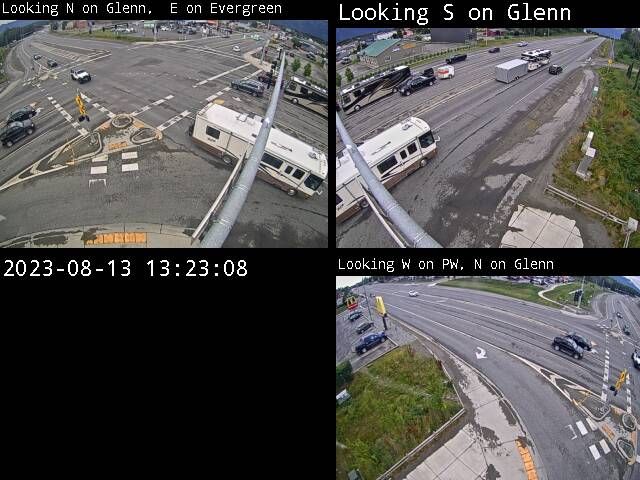 Looking N on Glenn,  E on Evergreen
Looking S on Glenn
2023-08-13 13:23:08
Looking W on PW, N on Glenn